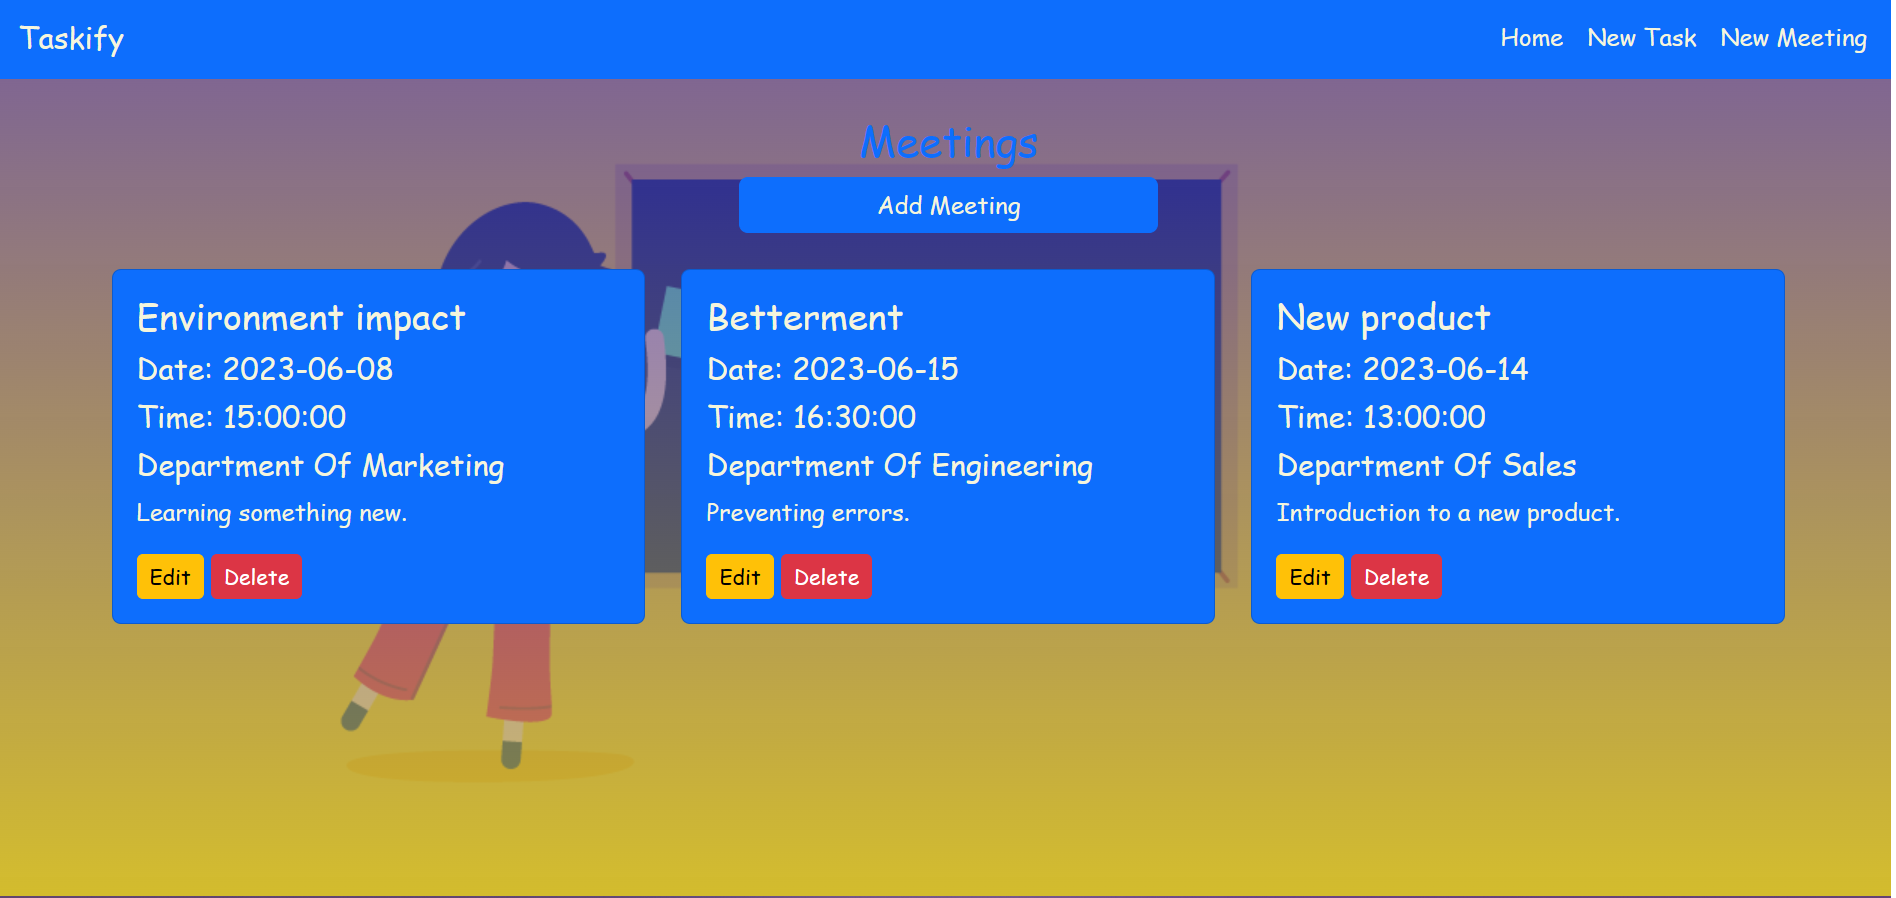 Taskify
Home New Task New Meeting
Meetings
Add Meeting
Environment impact
Date: 2023-06-08
Time: 15:00:00
Department Of Marketing
Learning something new.
Edit Delete
Betterment
Date: 2023-06-15
Time: 16:30:00
Department Of Engineering
Preventing errors.
Edit Delete
New product
Date: 2023-06-14
Time: 13:00:00
Department Of Sales
Introduction to a new product.
Edit Delete